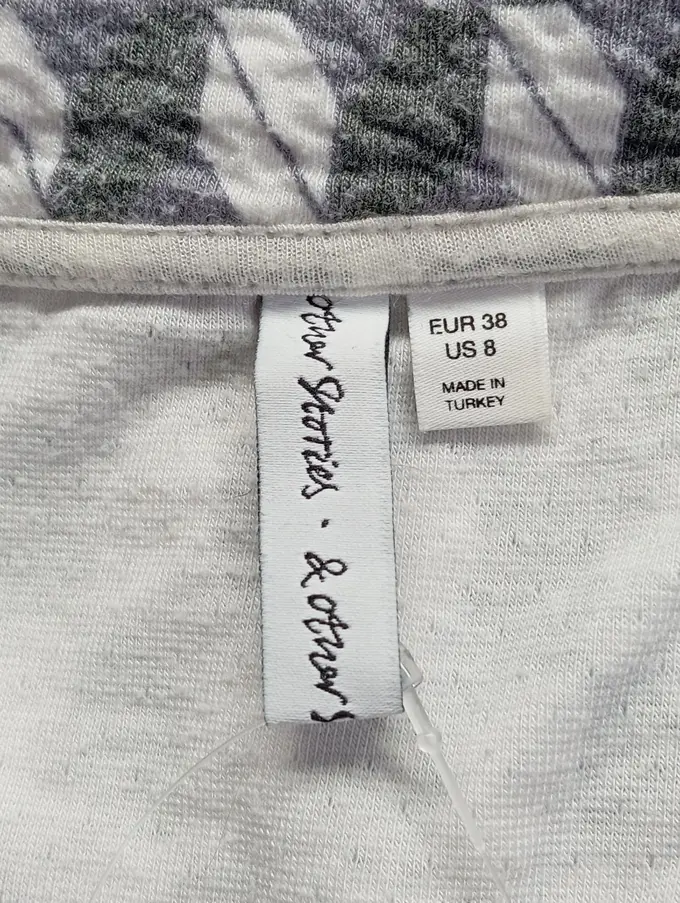 other Stories · & other S
EUR 38
US 8
MADE IN
TURKEY